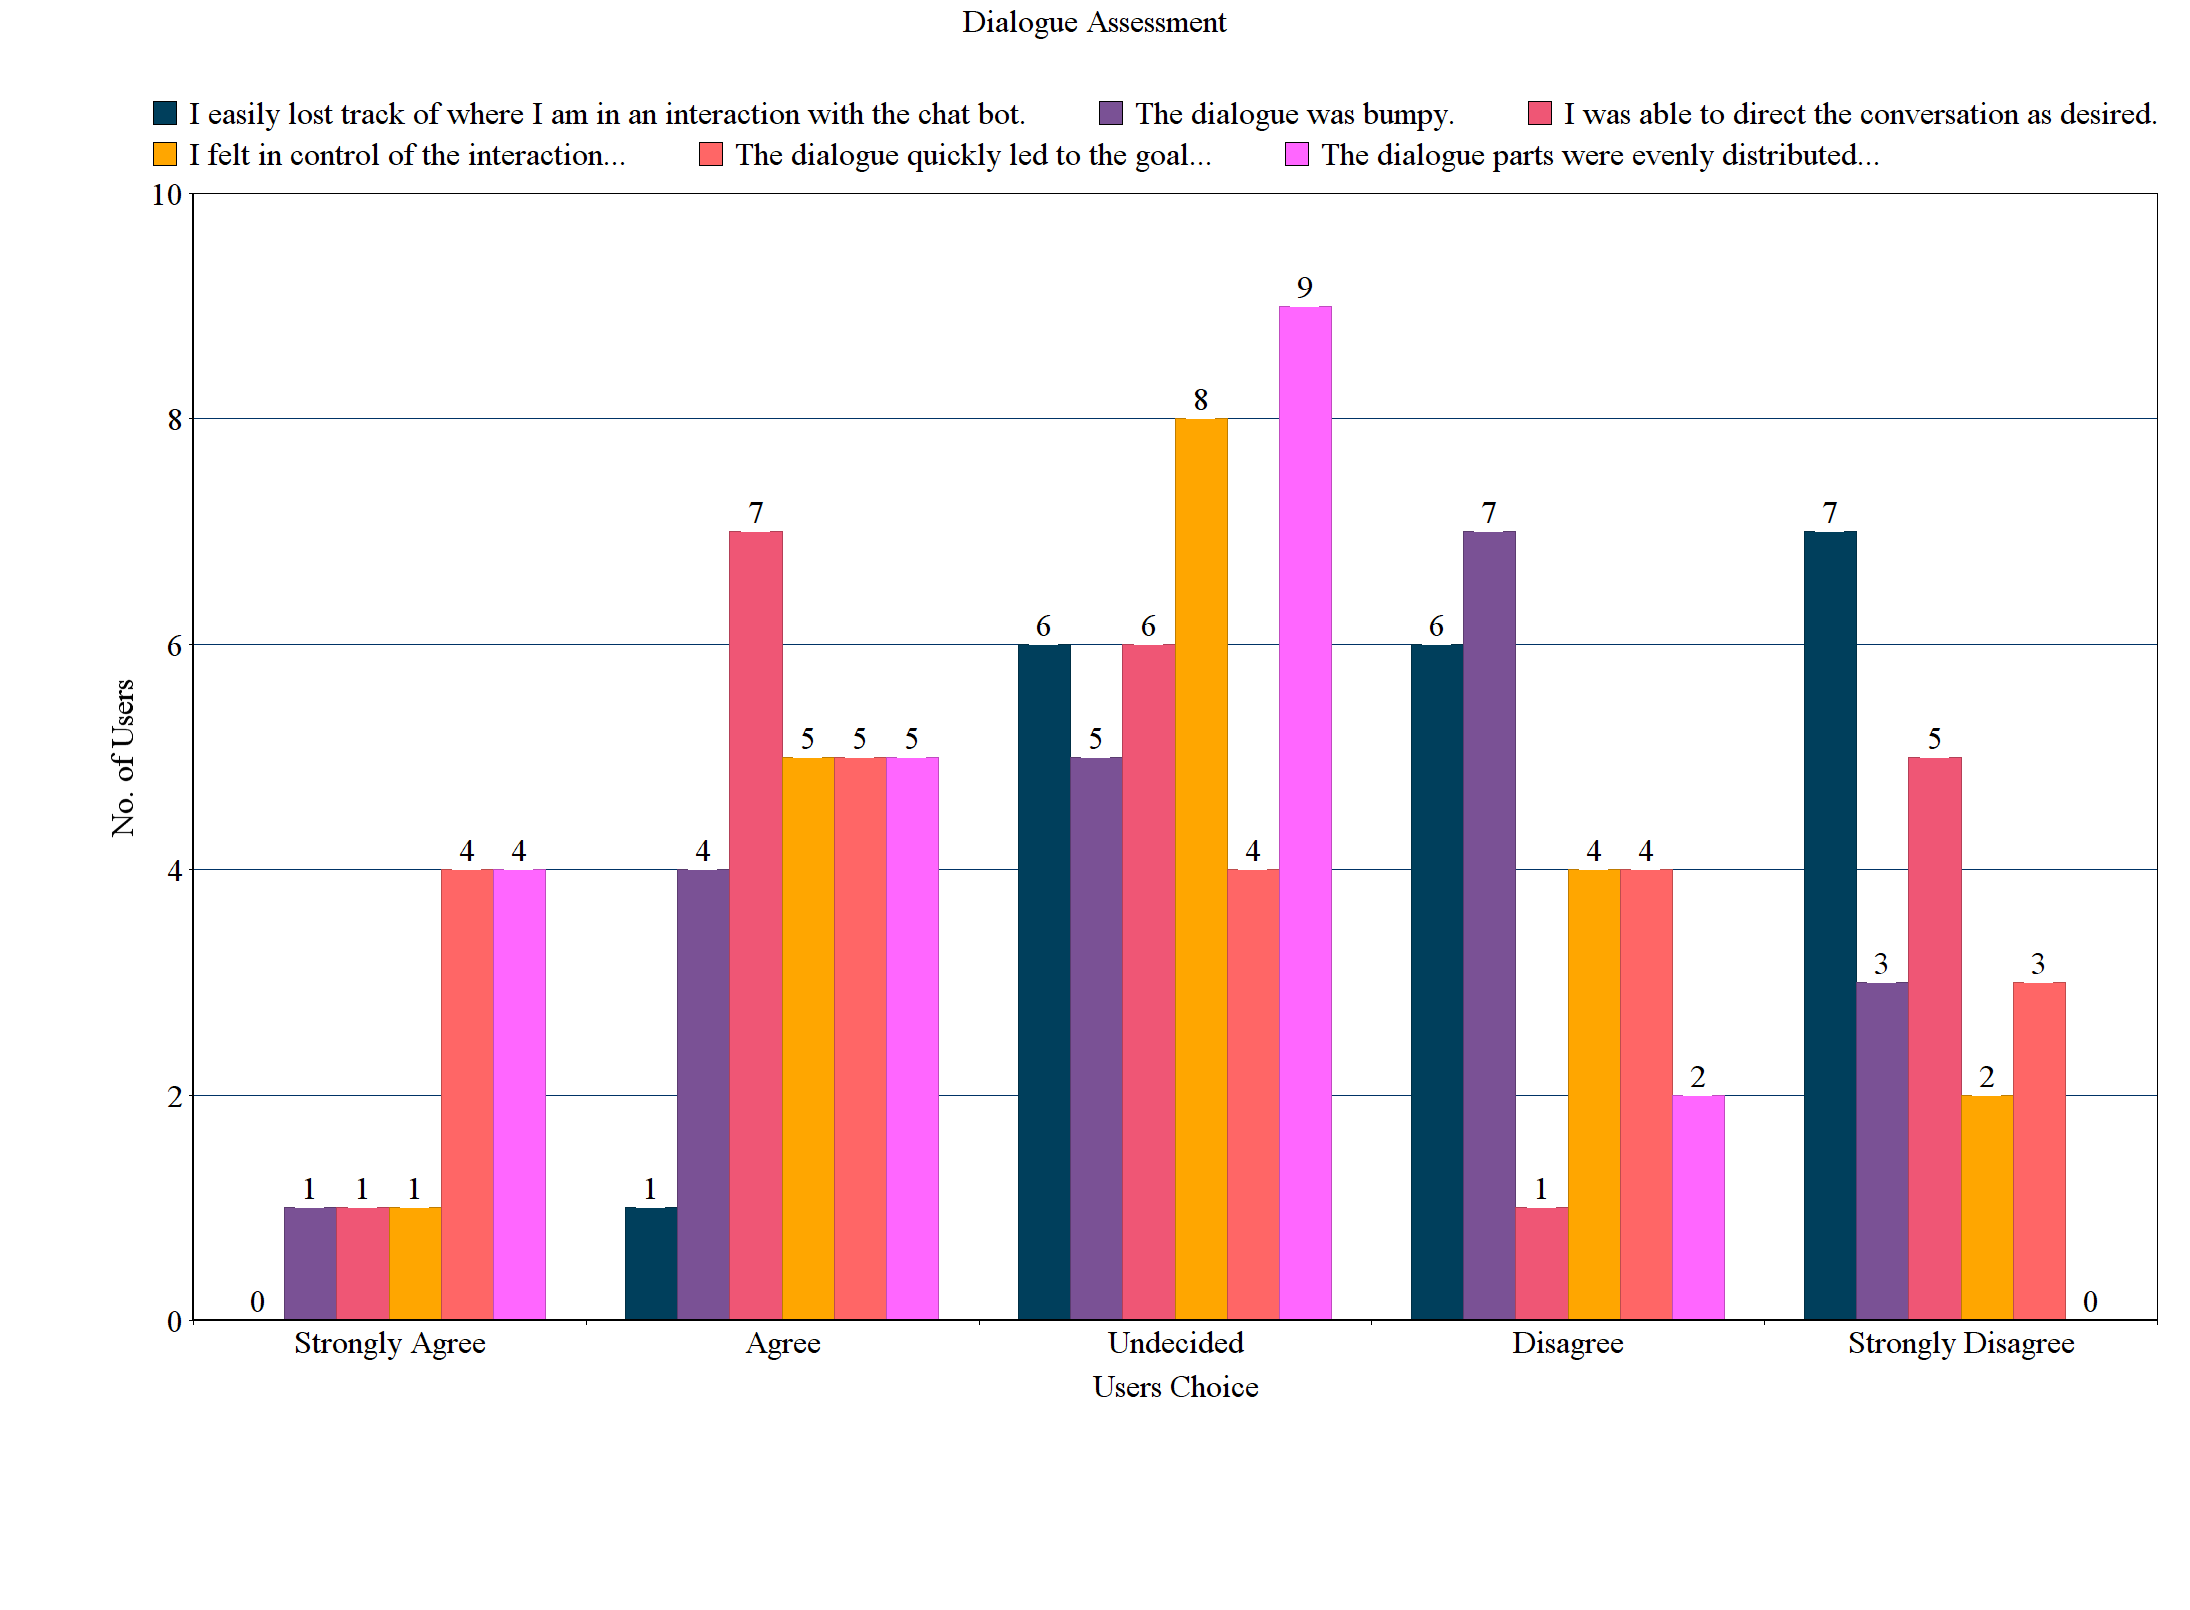 Dialogue Assessment
I easily lost track of where I am in an interaction with the chat bot. The dialogue was bumpy. I was able to direct the conversation as desired.
I felt in control of the interaction... The dialogue quickly led to the goal... The dialogue parts were evenly distributed...
10
8
6
4
2
0
No. of Users
0 1 1 1 4 4
1 4 7 5 5 5
6 5 6 8 4 9
6 7 1 4 4 2
7 3 5 2 3 0
Strongly Agree Agree Undecided Disagree Strongly Disagree
Users Choice